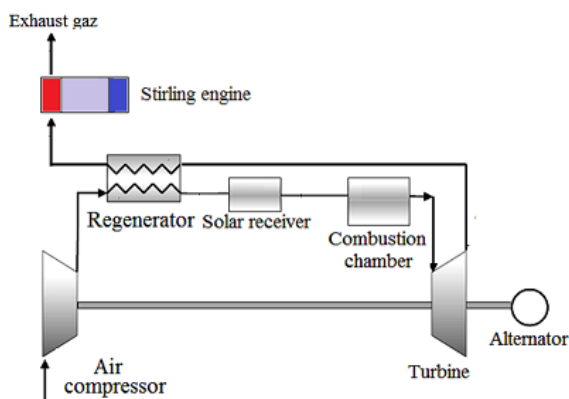 Exhaust gaz
Stirling engine
Regenerator
Solar receiver
Combustion
chamber
Alternator
Air
compressor
Turbine